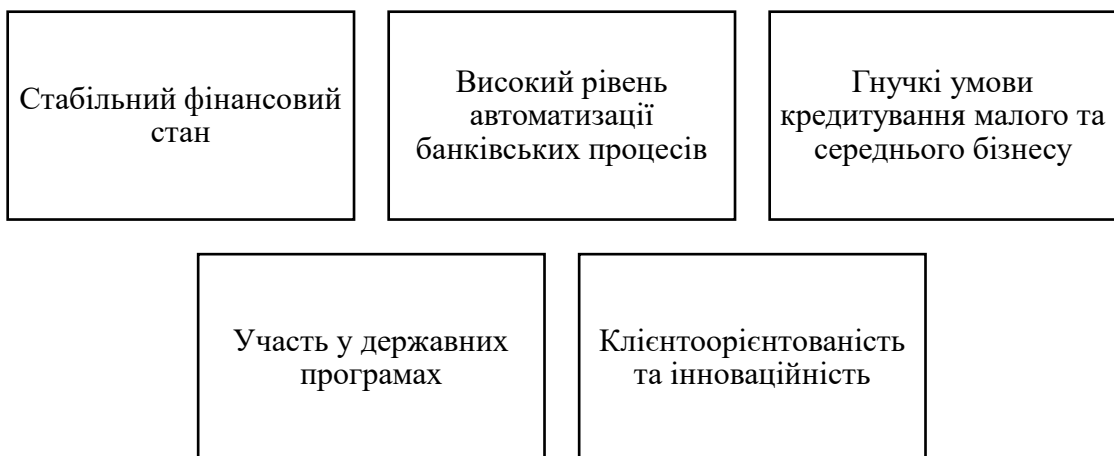 Стабільний фінансовий
стан
Високий рівень
автоматизації
банківських процесів
Гнучкі умови
кредитування малого та
середнього бізнесу
Участь у державних
програмах
Клієнтоорієнтованість
та інноваційність